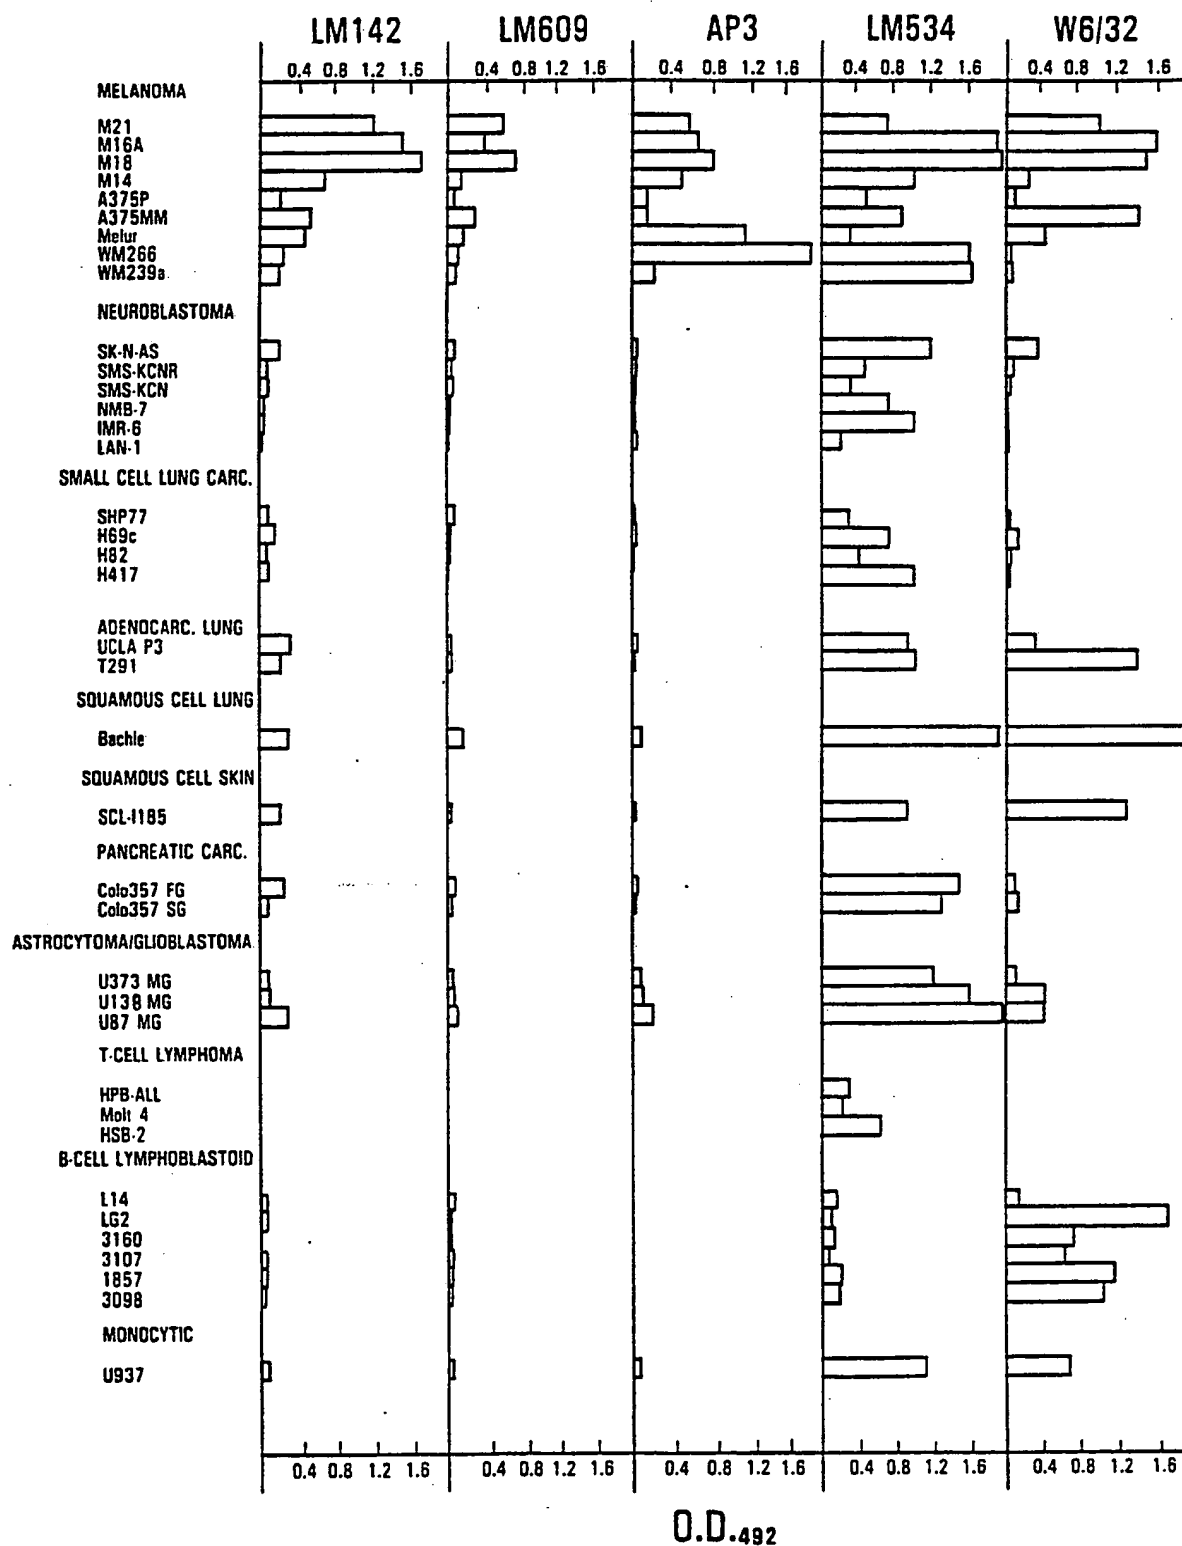 LM142 LM609 AP3 LM534 W6/32
0.4 0.8 1.2 1.6 0.4 0.8 1.2 1.6 0.4 0.8 1.2 1.6 0.4 0.8 1.2 1.6 0.4 0.8 1.2 1.6
MELANOMA
M21
M16A
M18
M14
A375P
A375MM
Melur
WM266
WM239a
NEUROBLASTOMA
SK-N-AS
SMS-KCNR
SMS-KCN
NMB-7
IMR-6
LAN-1
SMALL CELL LUNG CARC.
SHP77
H69c
H82
H417
ADENOCARC. LUNG
UCLA P3
T291
SQUAMOUS CELL LUNG
Bachle
SQUAMOUS CELL SKIN
SCL-I185
PANCREATIC CARC.
Colo357 FG
Colo357 SG
ASTROCYTOMA/GLIOBLASTOMA
U373 MG
U138 MG
U87 MG
T-CELL LYMPHOMA
HPB-ALL
Molt 4
HSB-2
B-CELL LYMPHOBLASTOID
L14
LG2
3160
3107
1857
3098
MONOCYTIC
U937
0.4 0.8 1.2 1.6 0.4 0.8 1.2 1.6 0.4 0.8 1.2 1.6 0.4 0.8 1.2 1.6 0.4 0.8 1.2 1.6
O.D.492